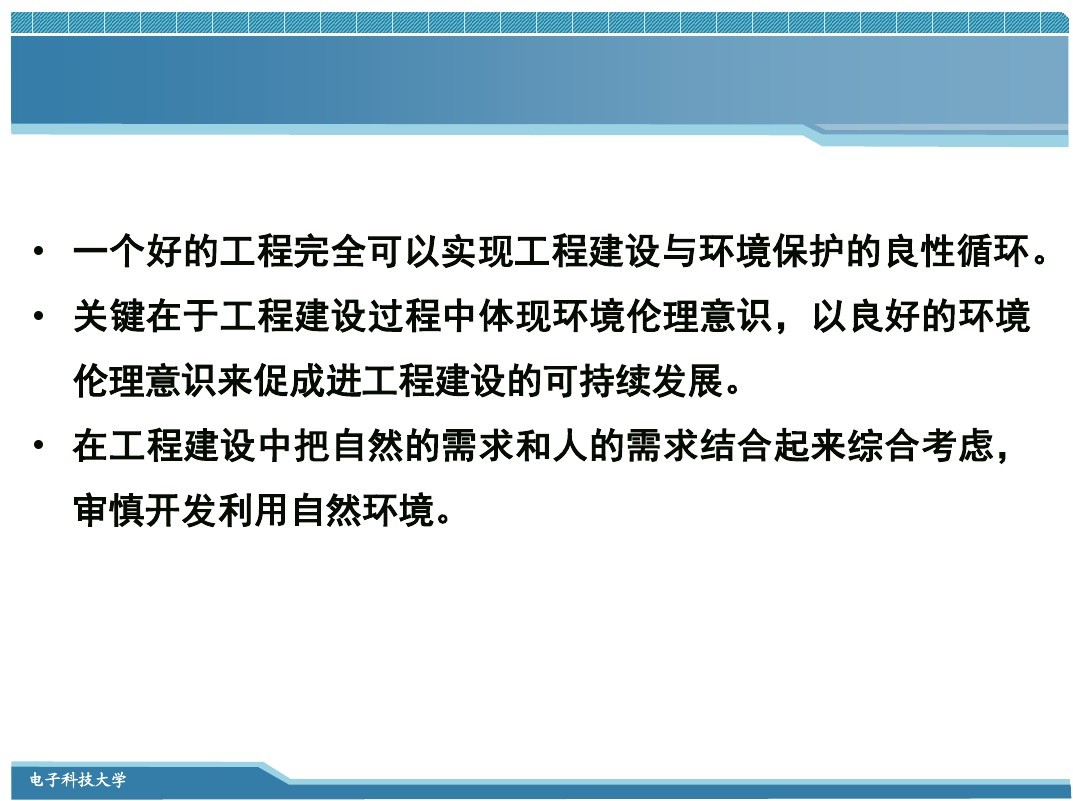 • 一个好的工程完全可以实现工程建设与环境保护的良性循环。
• 关键在于工程建设过程中体现环境伦理意识，以良好的环境
伦理意识来促成进工程建设的可持续发展。
• 在工程建设中把自然的需求和人的需求结合起来综合考虑，
审慎开发利用自然环境。
电子科技大学